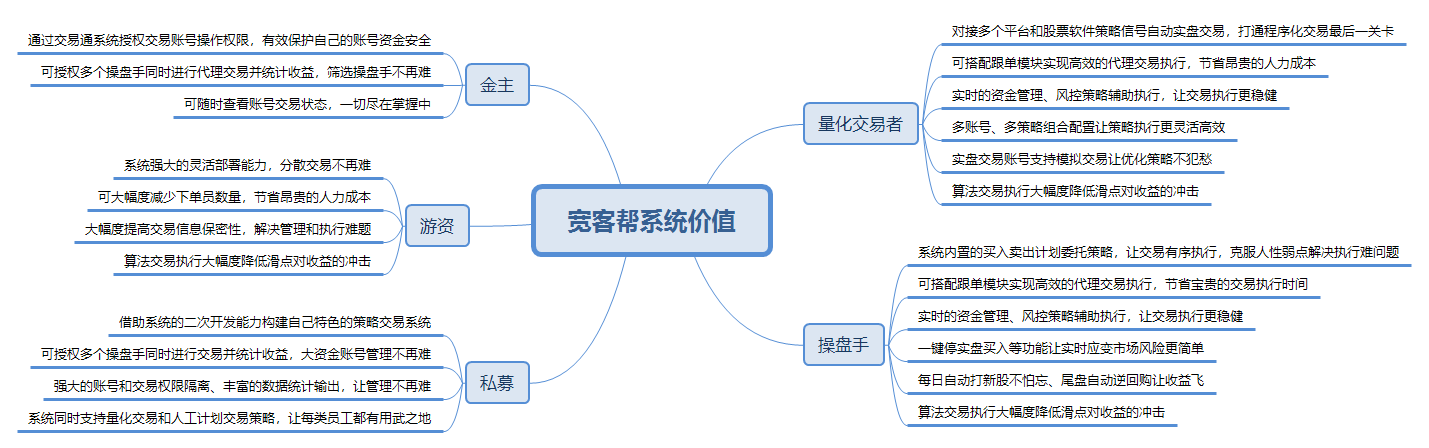 宽客帮系统价值
金主
通过交易通系统授权交易账号操作权限，有效保护自己的账号资金安全
可授权多个操盘手同时进行代理交易并统计收益，筛选操盘手不再难
可随时查看账号交易状态，一切尽在掌握中
游资
系统强大的灵活部署能力，分散交易不再难
可大幅度减少下单员数量，节省昂贵的人力成本
大幅度提高交易信息保密性，解决管理和执行难题
算法交易执行大幅度降低滑点对收益的冲击
私募
借助系统的二次开发能力构建自己特色的策略交易系统
可授权多个操盘手同时进行交易并统计收益，大资金账号管理不再难
强大的账号和交易权限隔离、丰富的数据统计输出，让管理不再难
系统同时支持量化交易和人工计划交易策略，让每类员工都有用武之地
量化交易者
对接多个平台和股票软件策略信号自动实盘交易，打通程序化交易最后一关卡
可搭配跟单模块实现高效的代理交易执行，节省昂贵的人力成本
实时的资金管理、风控策略辅助执行，让交易执行更稳健
多账号、多策略组合配置让策略执行更灵活高效
实盘交易账号支持模拟交易让优化策略不犯愁
算法交易执行大幅度降低滑点对收益的冲击
操盘手
系统内置的买入卖出计划委托策略，让交易有序执行，克服人性弱点解决执行难问题
可搭配跟单模块实现高效的代理交易执行，节省宝贵的交易执行时间
实时的资金管理、风控策略辅助执行，让交易执行更稳健
一键停实盘买入等功能让实时应变市场风险更简单
每日自动打新股不怕忘、尾盘自动逆回购让收益飞
算法交易执行大幅度降低滑点对收益的冲击